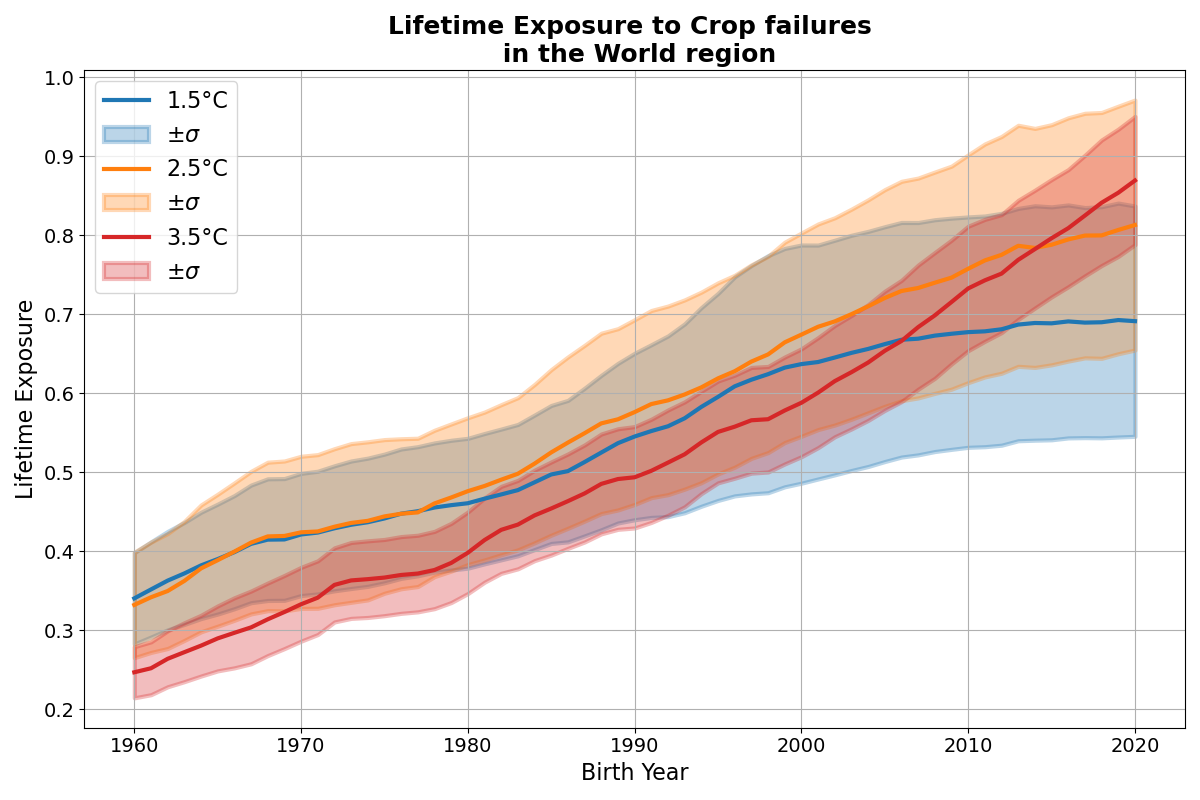 Lifetime Exposure to Crop failures
in the World region
1.5°C
±σ
2.5°C
±σ
3.5°C
±σ
Lifetime Exposure
1.0
0.9
0.8
0.7
0.6
0.5
0.4
0.3
0.2
1960 1970 1980 1990 2000 2010 2020
Birth Year